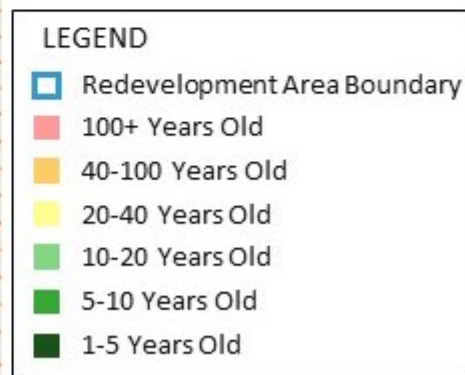 LEGEND
Redevelopment Area Boundary
100+ Years Old
40-100 Years Old
20-40 Years Old
10-20 Years Old
5-10 Years Old
1-5 Years Old